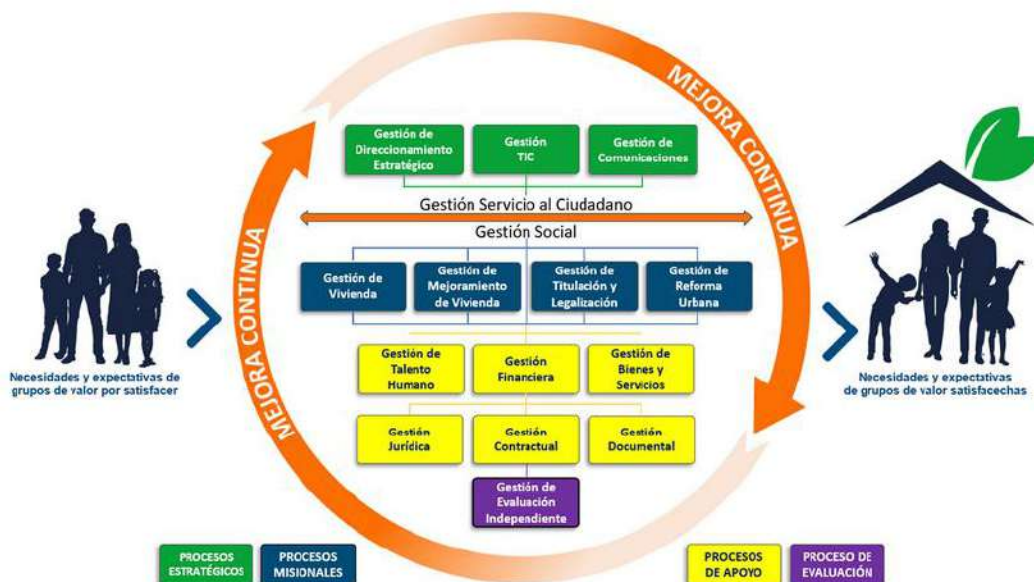 MEJORA CONTINUA
MEJORA CONTINUA
Gestión de
Direccionamiento
Estratégico
Gestión
TIC
Gestión de
Comunicaciones
Gestión Servicio al Ciudadano
Gestión Social
Gestión de
Vivienda
Gestión de
Mejoramiento
de Vivienda
Gestión de
Titulación y
Legalización
Gestión de
Reforma
Urbana
Necesidades y expectativas de
grupos de valor por satisfacer
Necesidades y expectativas
de grupos de valor satisfacechas
Gestión de
Talento
Humano
Gestión
Financiera
Gestión de
Bienes y
Servicios
Gestión
Jurídica
Gestión
Contractual
Gestión
Documental
Gestión de
Evaluación
Independiente
PROCESOS
ESTRATÉGICOS
PROCESOS
MISIONALES
PROCESOS
DE APOYO
PROCESO DE
EVALUACIÓN